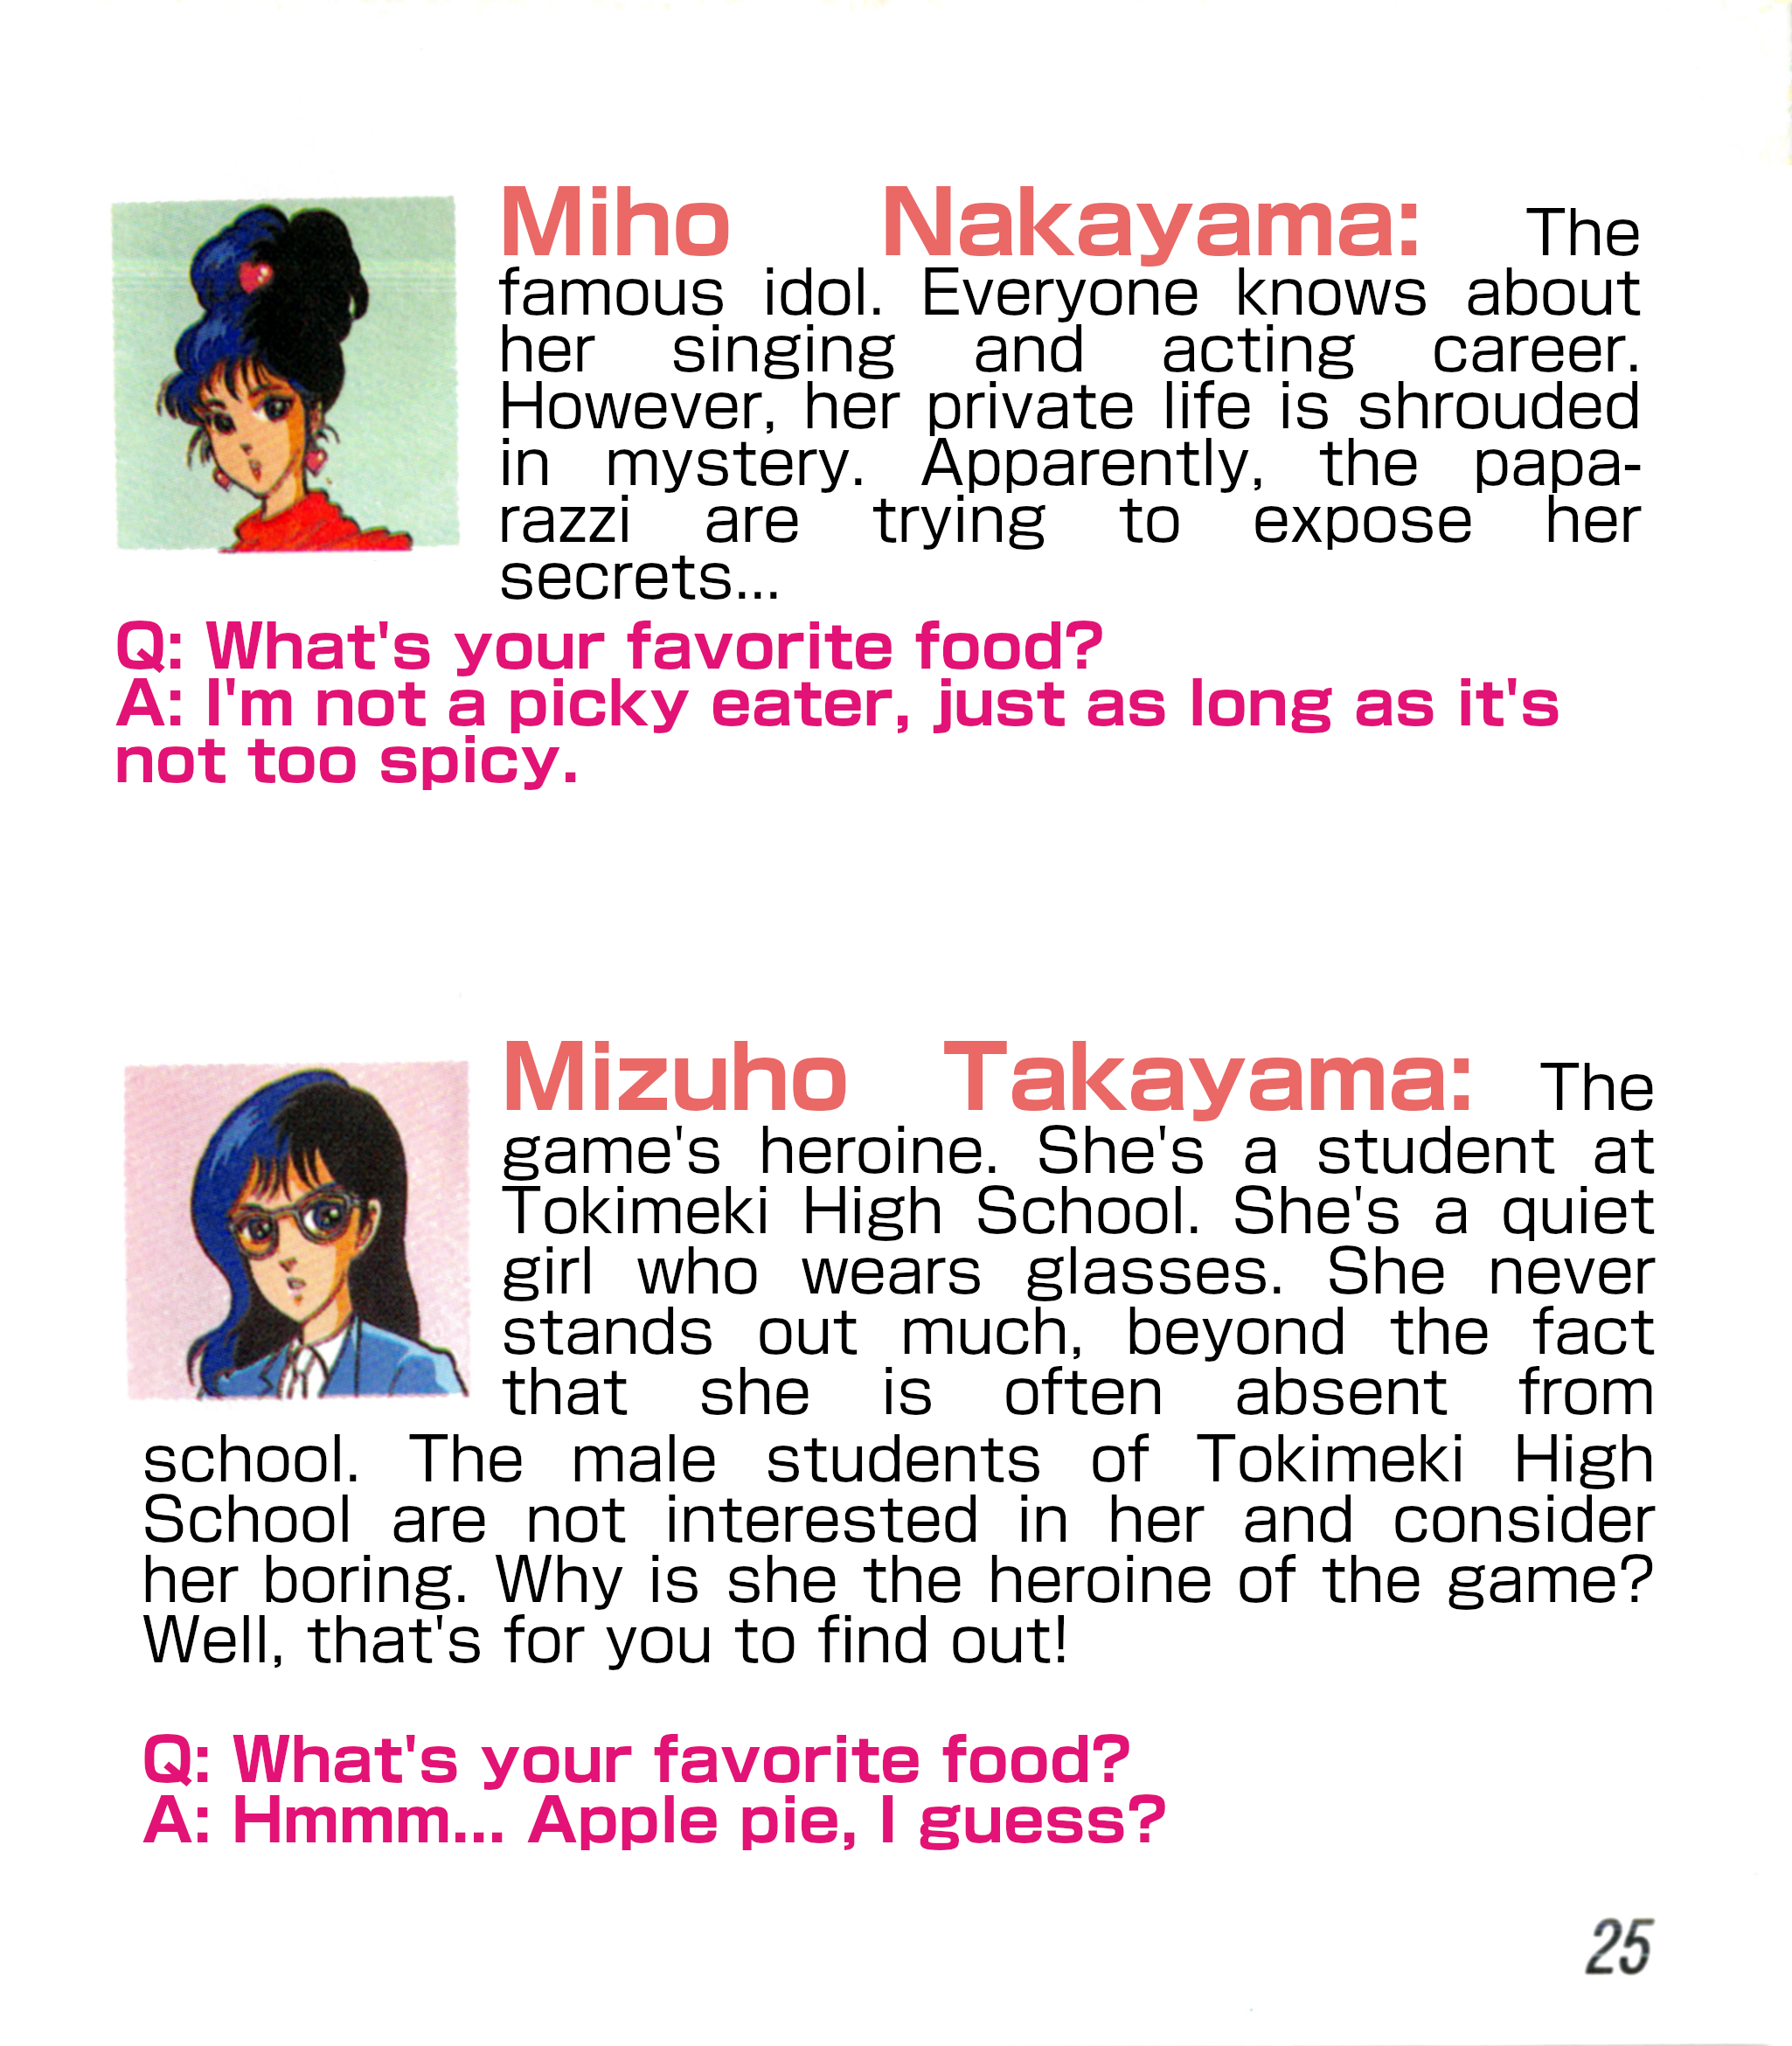 Miho Nakayama: The
famous idol. Everyone knows about
her singing and acting career.
However, her private life is shrouded
in mystery. Apparently, the papa-
razzi are trying to expose her
secrets...
Q: What's your favorite food?
A: I'm not a picky eater, just as long as it's
not too spicy.
Mizuho Takayama: The
game's heroine. She's a student at
Tokimeki High School. She's a quiet
girl who wears glasses. She never
stands out much, beyond the fact
that she is often absent from
school. The male students of Tokimeki High
School are not interested in her and consider
her boring. Why is she the heroine of the game?
Well, that's for you to find out!
Q: What's your favorite food?
A: Hmmm... Apple pie, I guess?
25